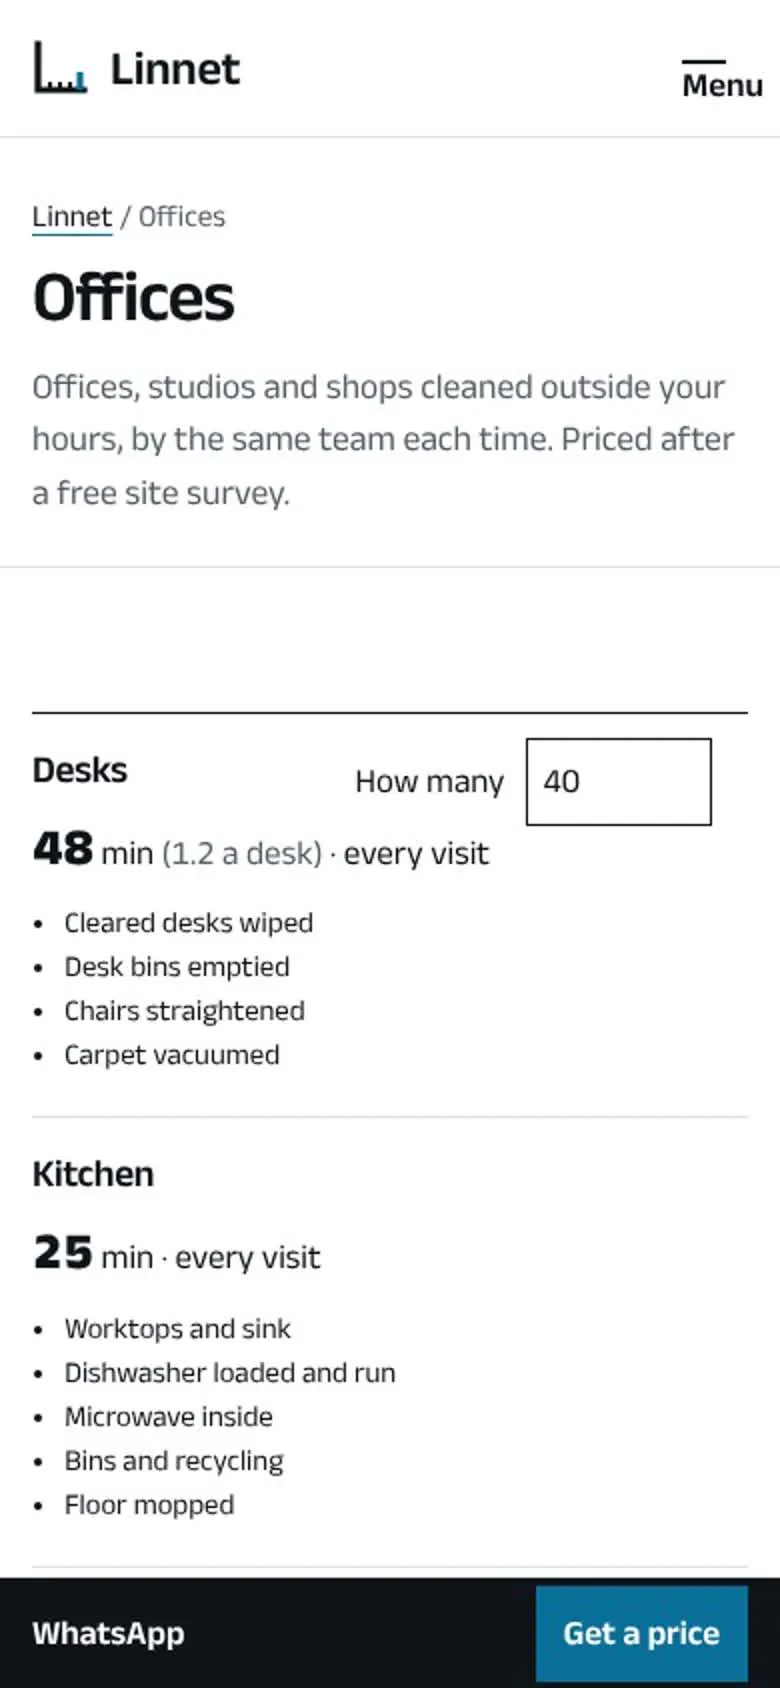 Linnet
Menu
Linnet / Offices
Offices
Offices, studios and shops cleaned outside your
hours, by the same team each time. Priced after
a free site survey.
Desks
How many 40
48 min (1.2 a desk) · every visit
• Cleared desks wiped
• Desk bins emptied
• Chairs straightened
• Carpet vacuumed
Kitchen
25 min · every visit
• Worktops and sink
• Dishwasher loaded and run
• Microwave inside
• Bins and recycling
• Floor mopped
WhatsApp
Get a price